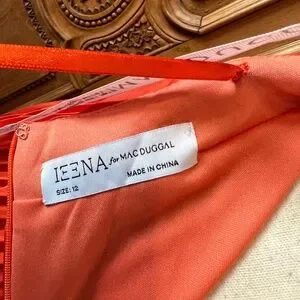 IEENA for MAC DUGGAL
MADE IN CHINA
SIZE: 12